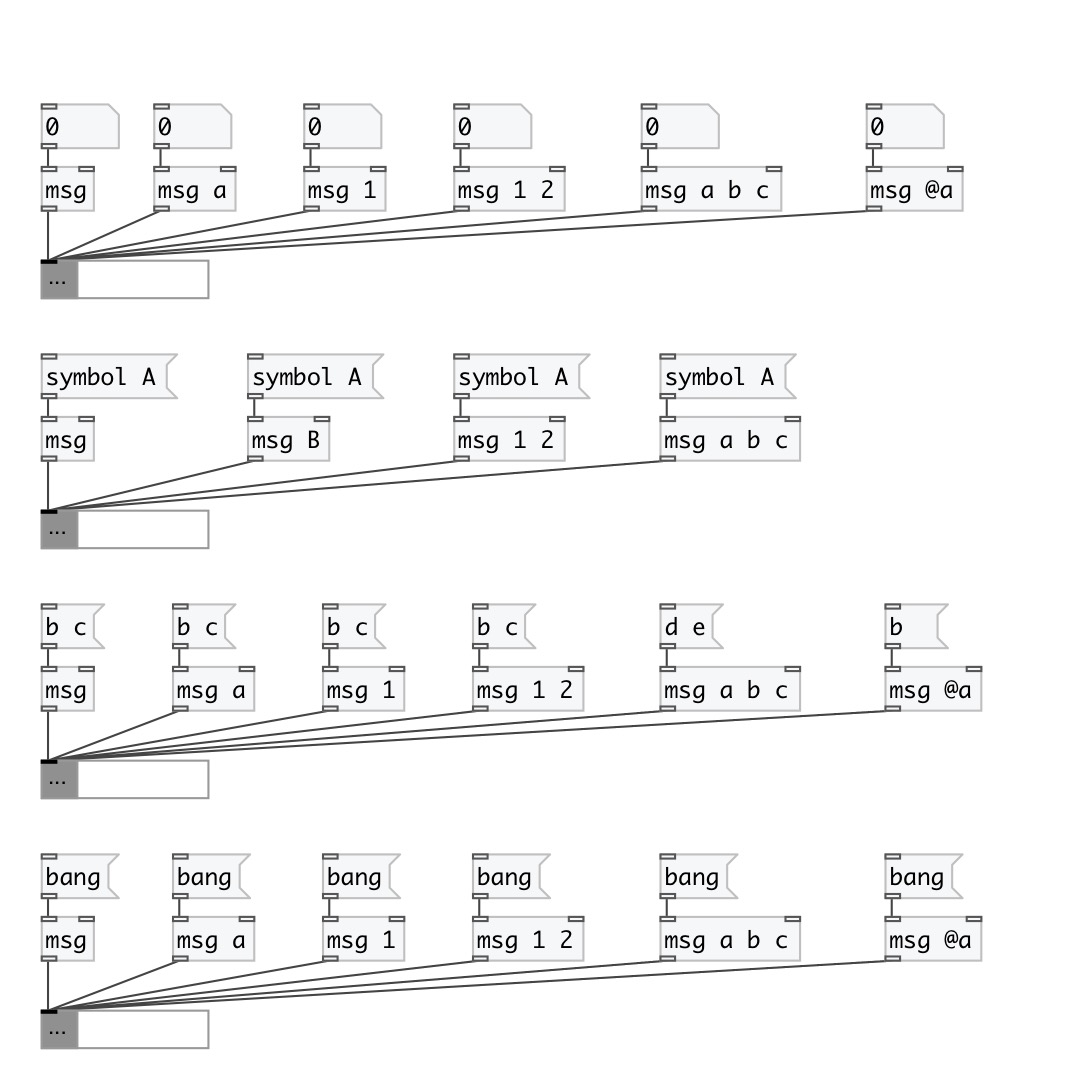 0 0 0 0 0 0
msg msg a msg 1 msg 1 2 msg a b c msg @a
...
symbol A symbol A symbol A symbol A
msg msg B msg 1 2 msg a b c
...
b c b c b c b c d e b
msg msg a msg 1 msg 1 2 msg a b c msg @a
...
bang bang bang bang bang bang
msg msg a msg 1 msg 1 2 msg a b c msg @a
...